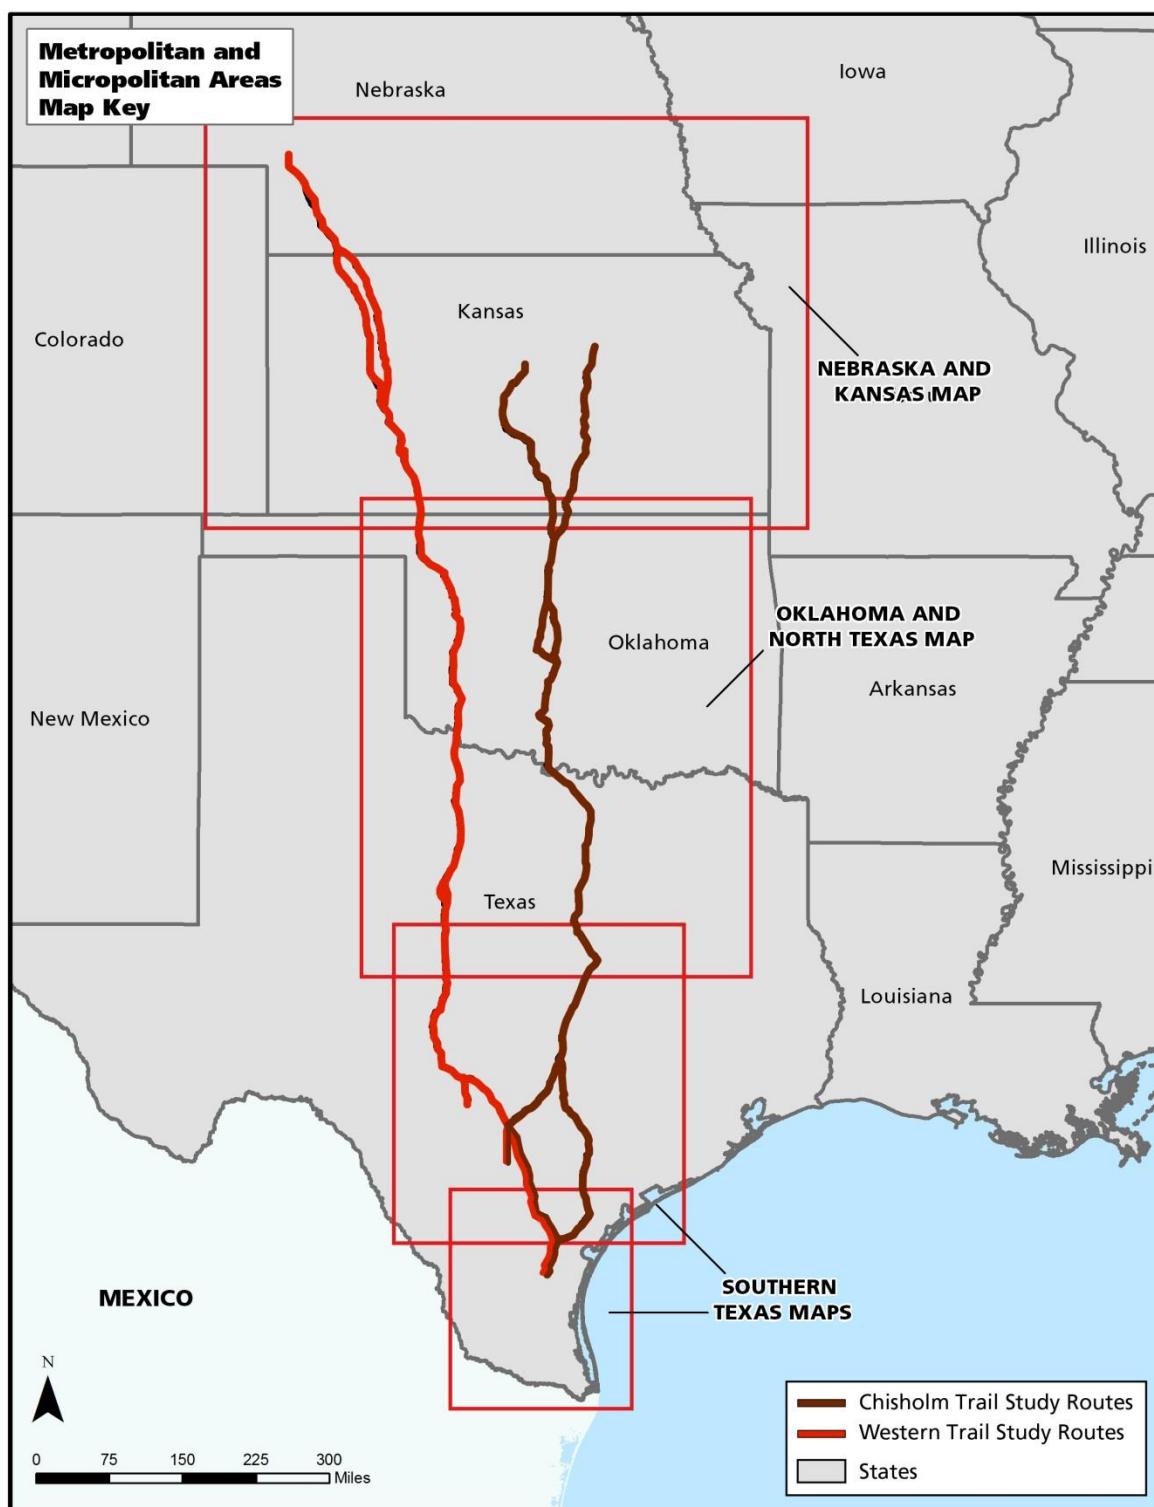 Metropolitan and
Micropolitan Areas
Map Key
Nebraska
Iowa
Illinois
Colorado
Kansas
NEBRASKA AND
KANSAS MAP
OKLAHOMA AND
NORTH TEXAS MAP
Oklahoma
Arkansas
New Mexico
Mississippi
Texas
Louisiana
SOUTHERN
TEXAS MAPS
MEXICO
N
0 75 150 225 300
Miles
Chisholm Trail Study Routes
Western Trail Study Routes
States